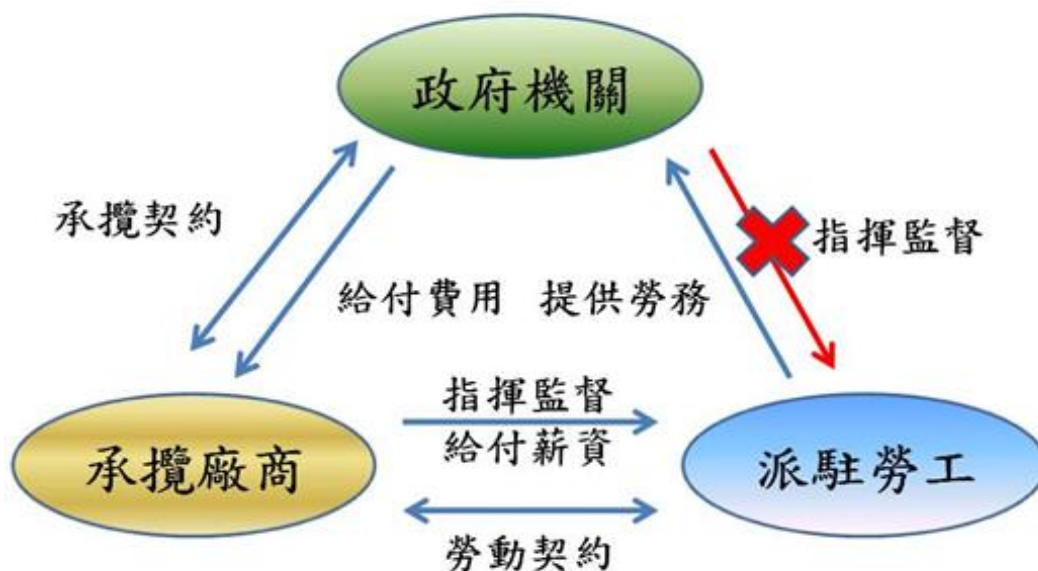 政府機關
承攬契約
指揮監督
給付費用 提供勞務
指揮監督
給付薪資
承攬廠商
派駐勞工
勞動契約